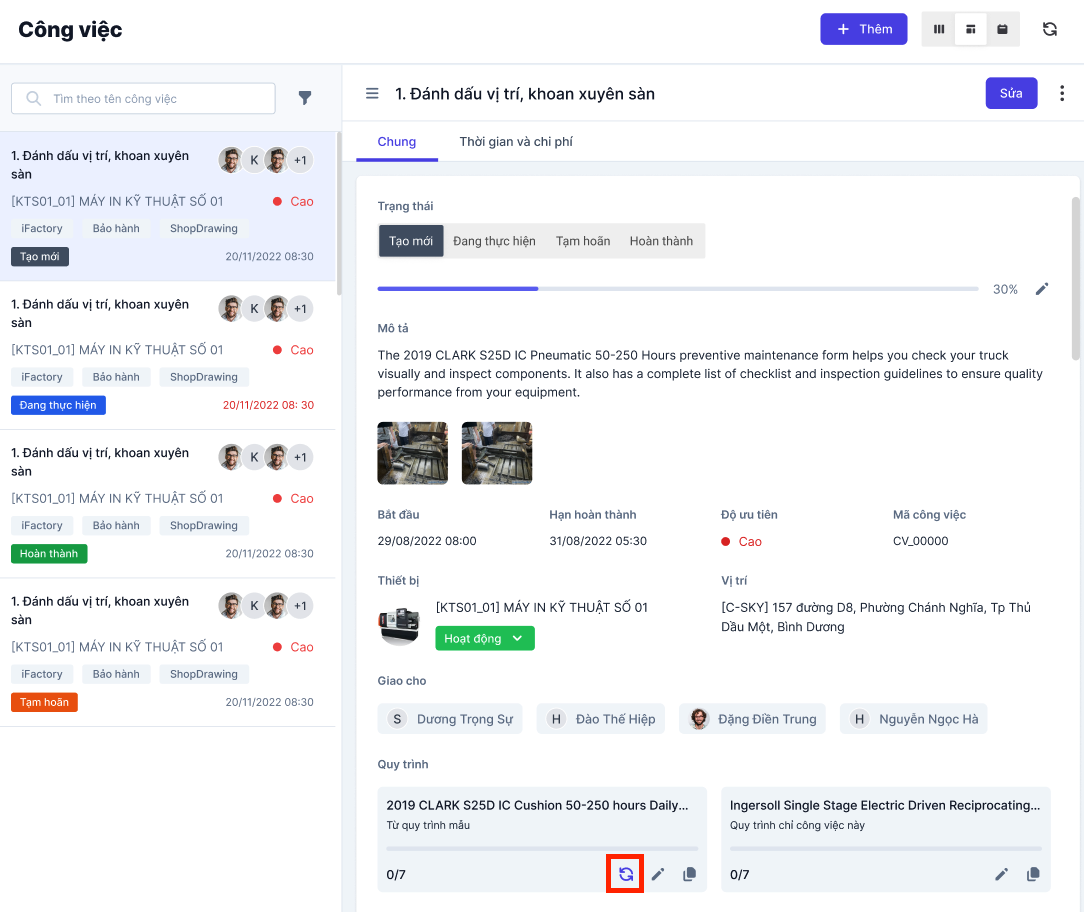 Công việc
Thêm
Tìm theo tên công việc
1. Đánh dấu vị trí, khoan xuyên
sàn
K
+1
[KTS01_01] MÁY IN KỸ THUẬT SỐ 01
Cao
iFactory
Bảo hành
ShopDrawing
Tạo mới
20/11/2022 08:30
1. Đánh dấu vị trí, khoan xuyên
sàn
K
+1
[KTS01_01] MÁY IN KỸ THUẬT SỐ 01
Cao
iFactory
Bảo hành
ShopDrawing
Đang thực hiện
20/11/2022 08: 30
1. Đánh dấu vị trí, khoan xuyên
sàn
K
+1
[KTS01_01] MÁY IN KỸ THUẬT SỐ 01
Cao
iFactory
Bảo hành
ShopDrawing
Hoàn thành
20/11/2022 08:30
1. Đánh dấu vị trí, khoan xuyên
sàn
K
+1
[KTS01_01] MÁY IN KỸ THUẬT SỐ 01
Cao
iFactory
Bảo hành
ShopDrawing
Tạm hoãn
20/11/2022 08:30
1. Đánh dấu vị trí, khoan xuyên sàn
Sửa
Chung
Thời gian và chi phí
Trạng thái
Tạo mới
Đang thực hiện
Tạm hoãn
Hoàn thành
30%
Mô tả
The 2019 CLARK S25D IC Pneumatic 50-250 Hours preventive maintenance form helps you check your truck
visually and inspect components. It also has a complete list of checklist and inspection guidelines to ensure quality
performance from your equipment.
Bắt đầu
Hạn hoàn thành
Độ ưu tiên
Mã công việc
29/08/2022 08:00
31/08/2022 05:30
Cao
CV_00000
Thiết bị
Vị trí
[KTS01_01] MÁY IN KỸ THUẬT SỐ 01
Hoạt động
[C-SKY] 157 đường D8, Phường Chánh Nghĩa, Tp Thủ
Dầu Một, Bình Dương
Giao cho
S
Dương Trọng Sự
H
Đào Thế Hiệp
Đặng Điền Trung
H
Nguyễn Ngọc Hà
Quy trình
2019 CLARK S25D IC Cushion 50-250 hours Daily...
Từ quy trình mẫu
0/7
Ingersoll Single Stage Electric Driven Reciprocating...
Quy trình chỉ công việc này
0/7